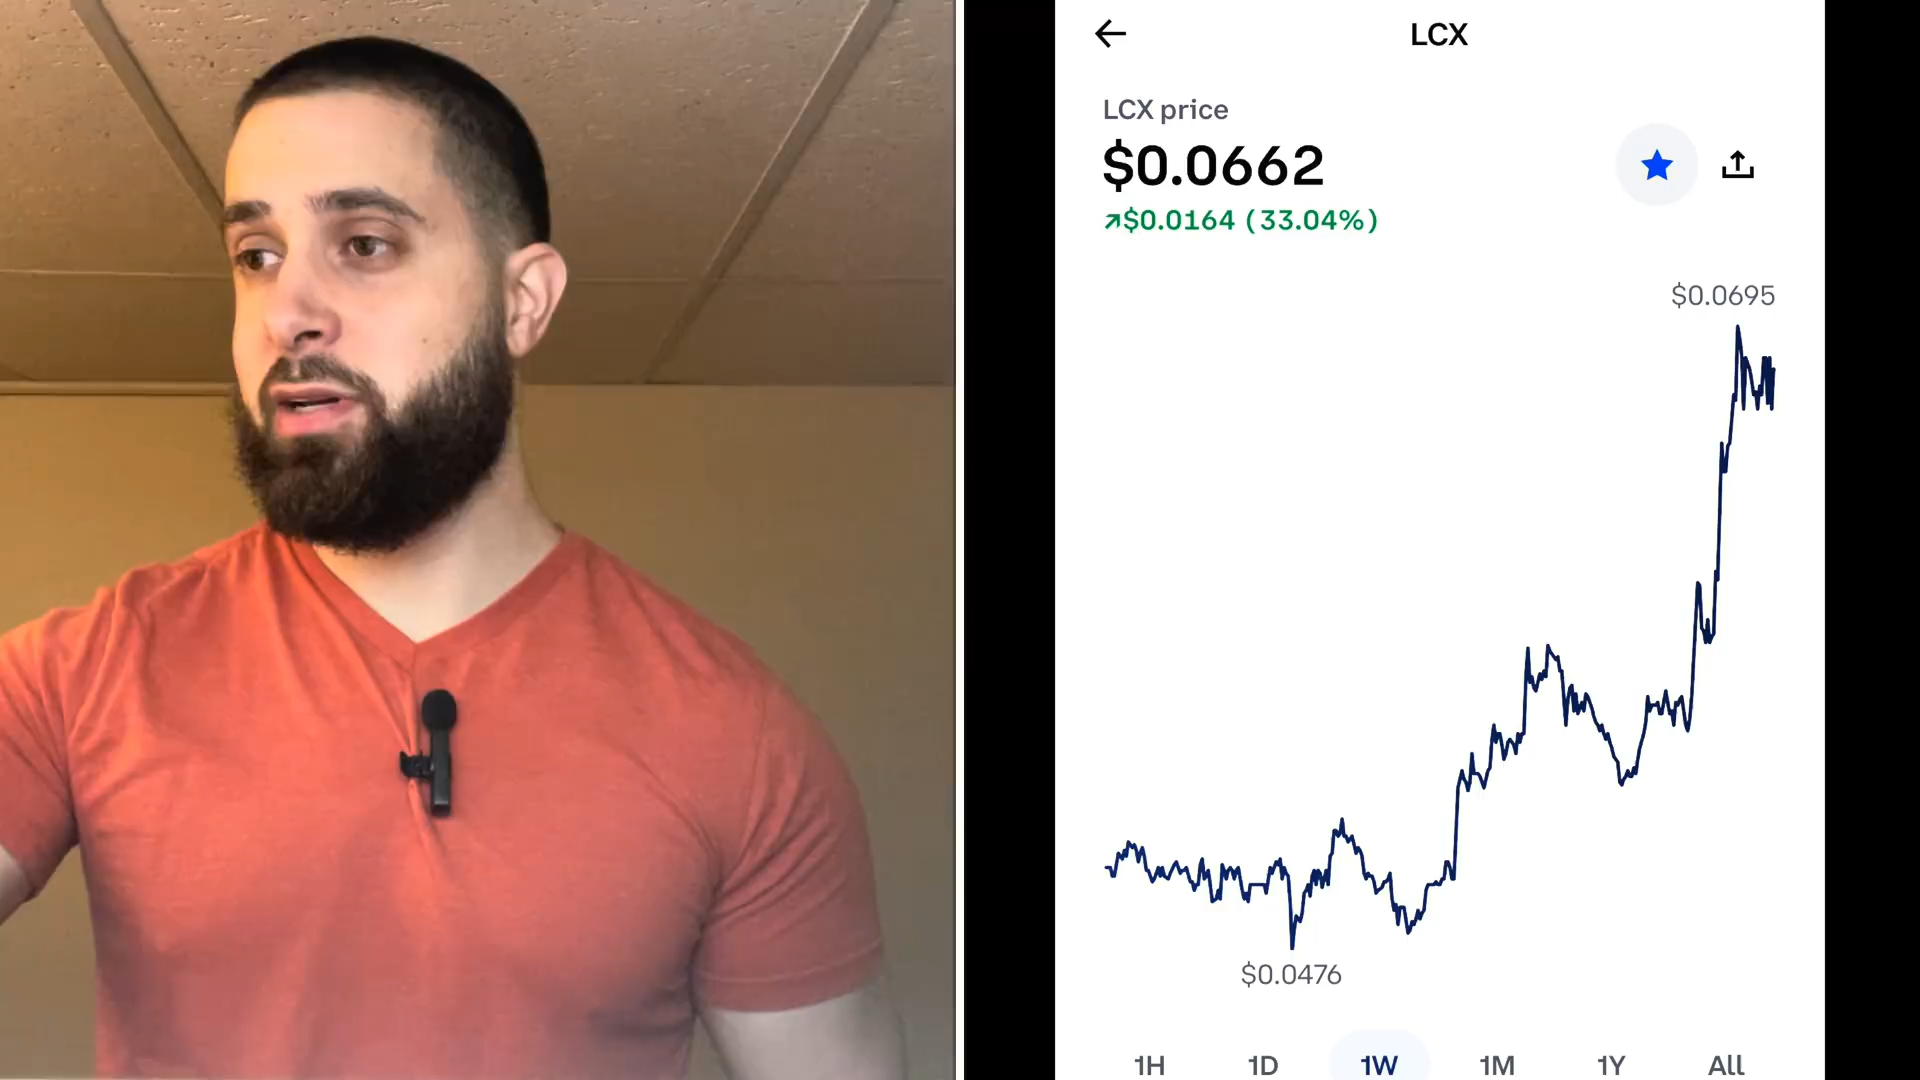 LCX
LCX price
$0.0662
↗$0.0164 (33.04%)
$0.0695
$0.0476
1H 1D 1W 1M 1Y All